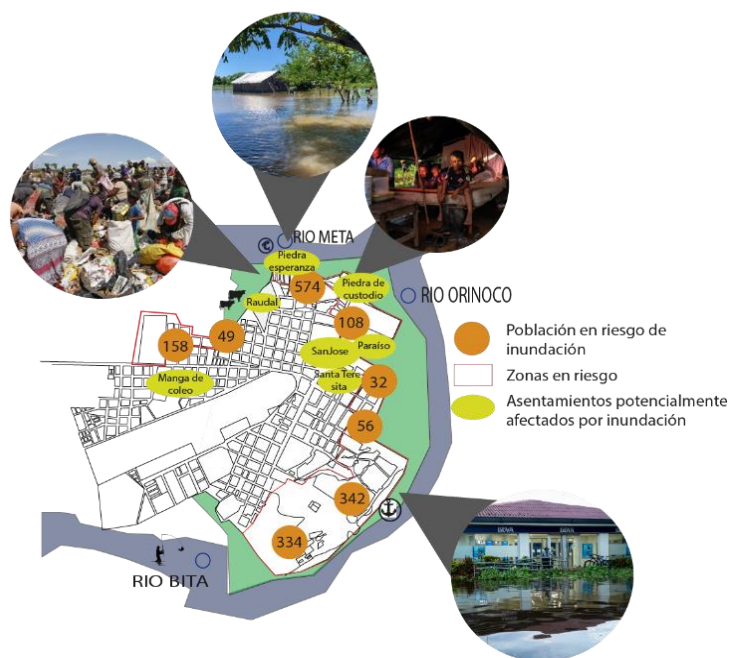 RIO META
Piedra
esperanza
574
Piedra de
custodio
RIO ORINOCO
Raudal
108
49
158
SanJose
Paraíso
Manga de
coleo
Santa Tere
sita
32
56
342
334
RIO BITA
Población en riesgo de
inundación
Zonas en riesgo
Asentamientos potencialmente
afectados por inundación
BBVA
BBVA